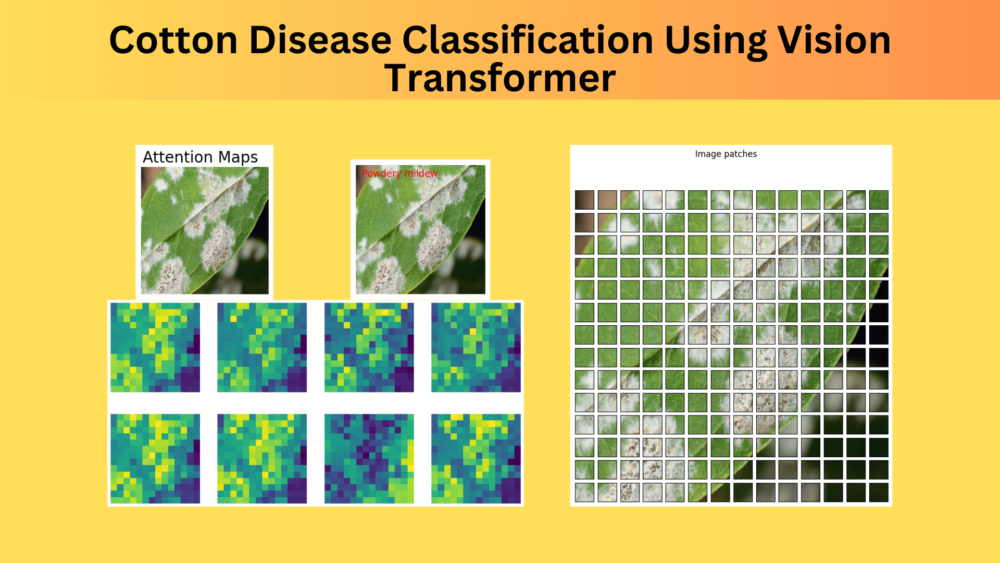 Cotton Disease Classification Using Vision
Transformer
Attention Maps
Powdery mildew
Image patches